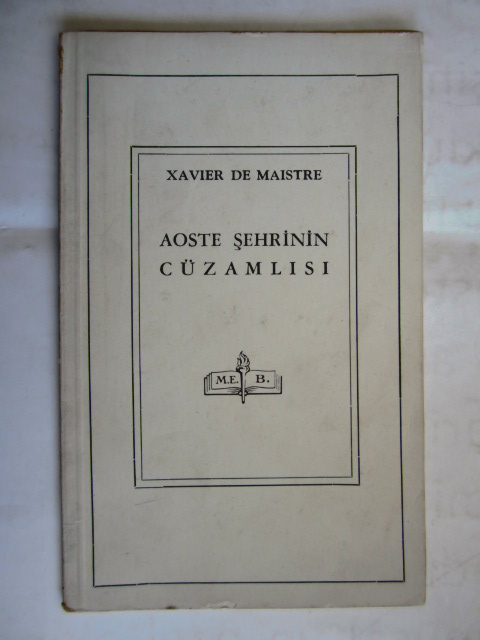 XAVIER DE MAISTRE
AOSTE ŞEHRİNİN
CÜZAMLISI
M.E. B.